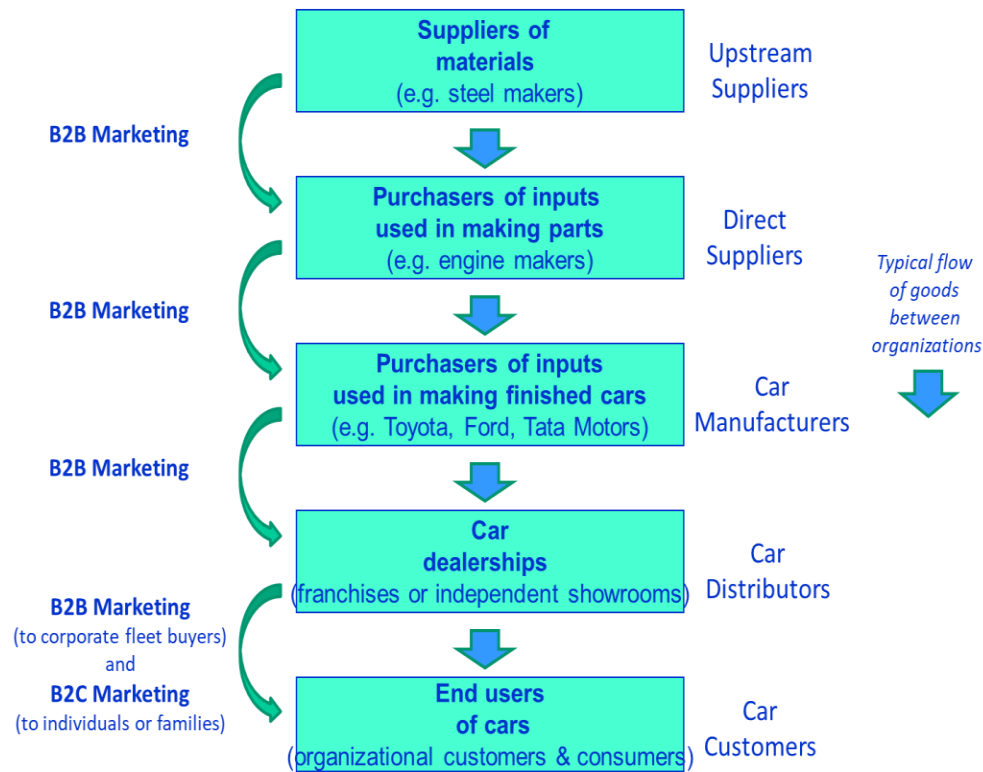 Suppliers of
materials
(e.g. steel makers)
Upstream
Suppliers
B2B Marketing
Purchasers of inputs
used in making parts
(e.g. engine makers)
Direct
Suppliers
Typical flow
of goods
between
organizations
B2B Marketing
Purchasers of inputs
used in making finished cars
(e.g. Toyota, Ford, Tata Motors)
Car
Manufacturers
B2B Marketing
Car
dealerships
(franchises or independent showrooms)
Car
Distributors
B2B Marketing
(to corporate fleet buyers)
and
B2C Marketing
(to individuals or families)
End users
of cars
(organizational customers & consumers)
Car
Customers